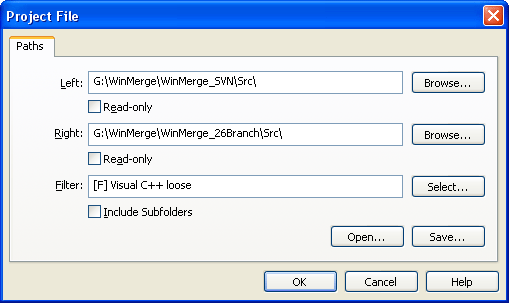 Project File
Paths
Left: G:\WinMerge\WinMerge_SVN\Src\ Browse...
Read-only
Right: G:\WinMerge\WinMerge_26Branch\Src\ Browse...
Read-only
Filter: [F] Visual C++ loose Select...
Include Subfolders
Open... Save...
OK Cancel Help